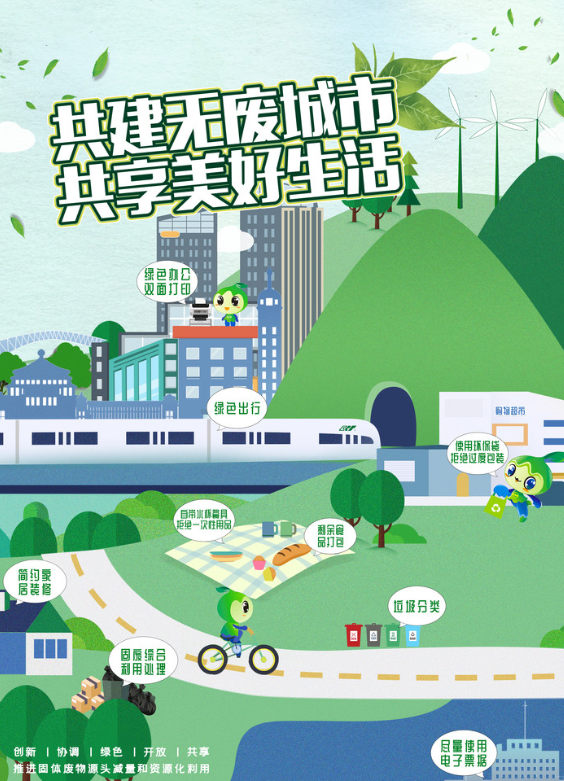 共建无废城市
共享美好生活
绿色办公
双面打印
绿色出行
购物超市
使用环保袋
拒绝过度包装
自带水杯餐具
拒绝一次性用品
剩余食
品打包
简约家
居装修
垃圾分类
固废综合
利用处理
尽量使用
电子票据
创新 | 协调 | 绿色 | 开放 | 共享
推进固体废物源头减量和资源化利用